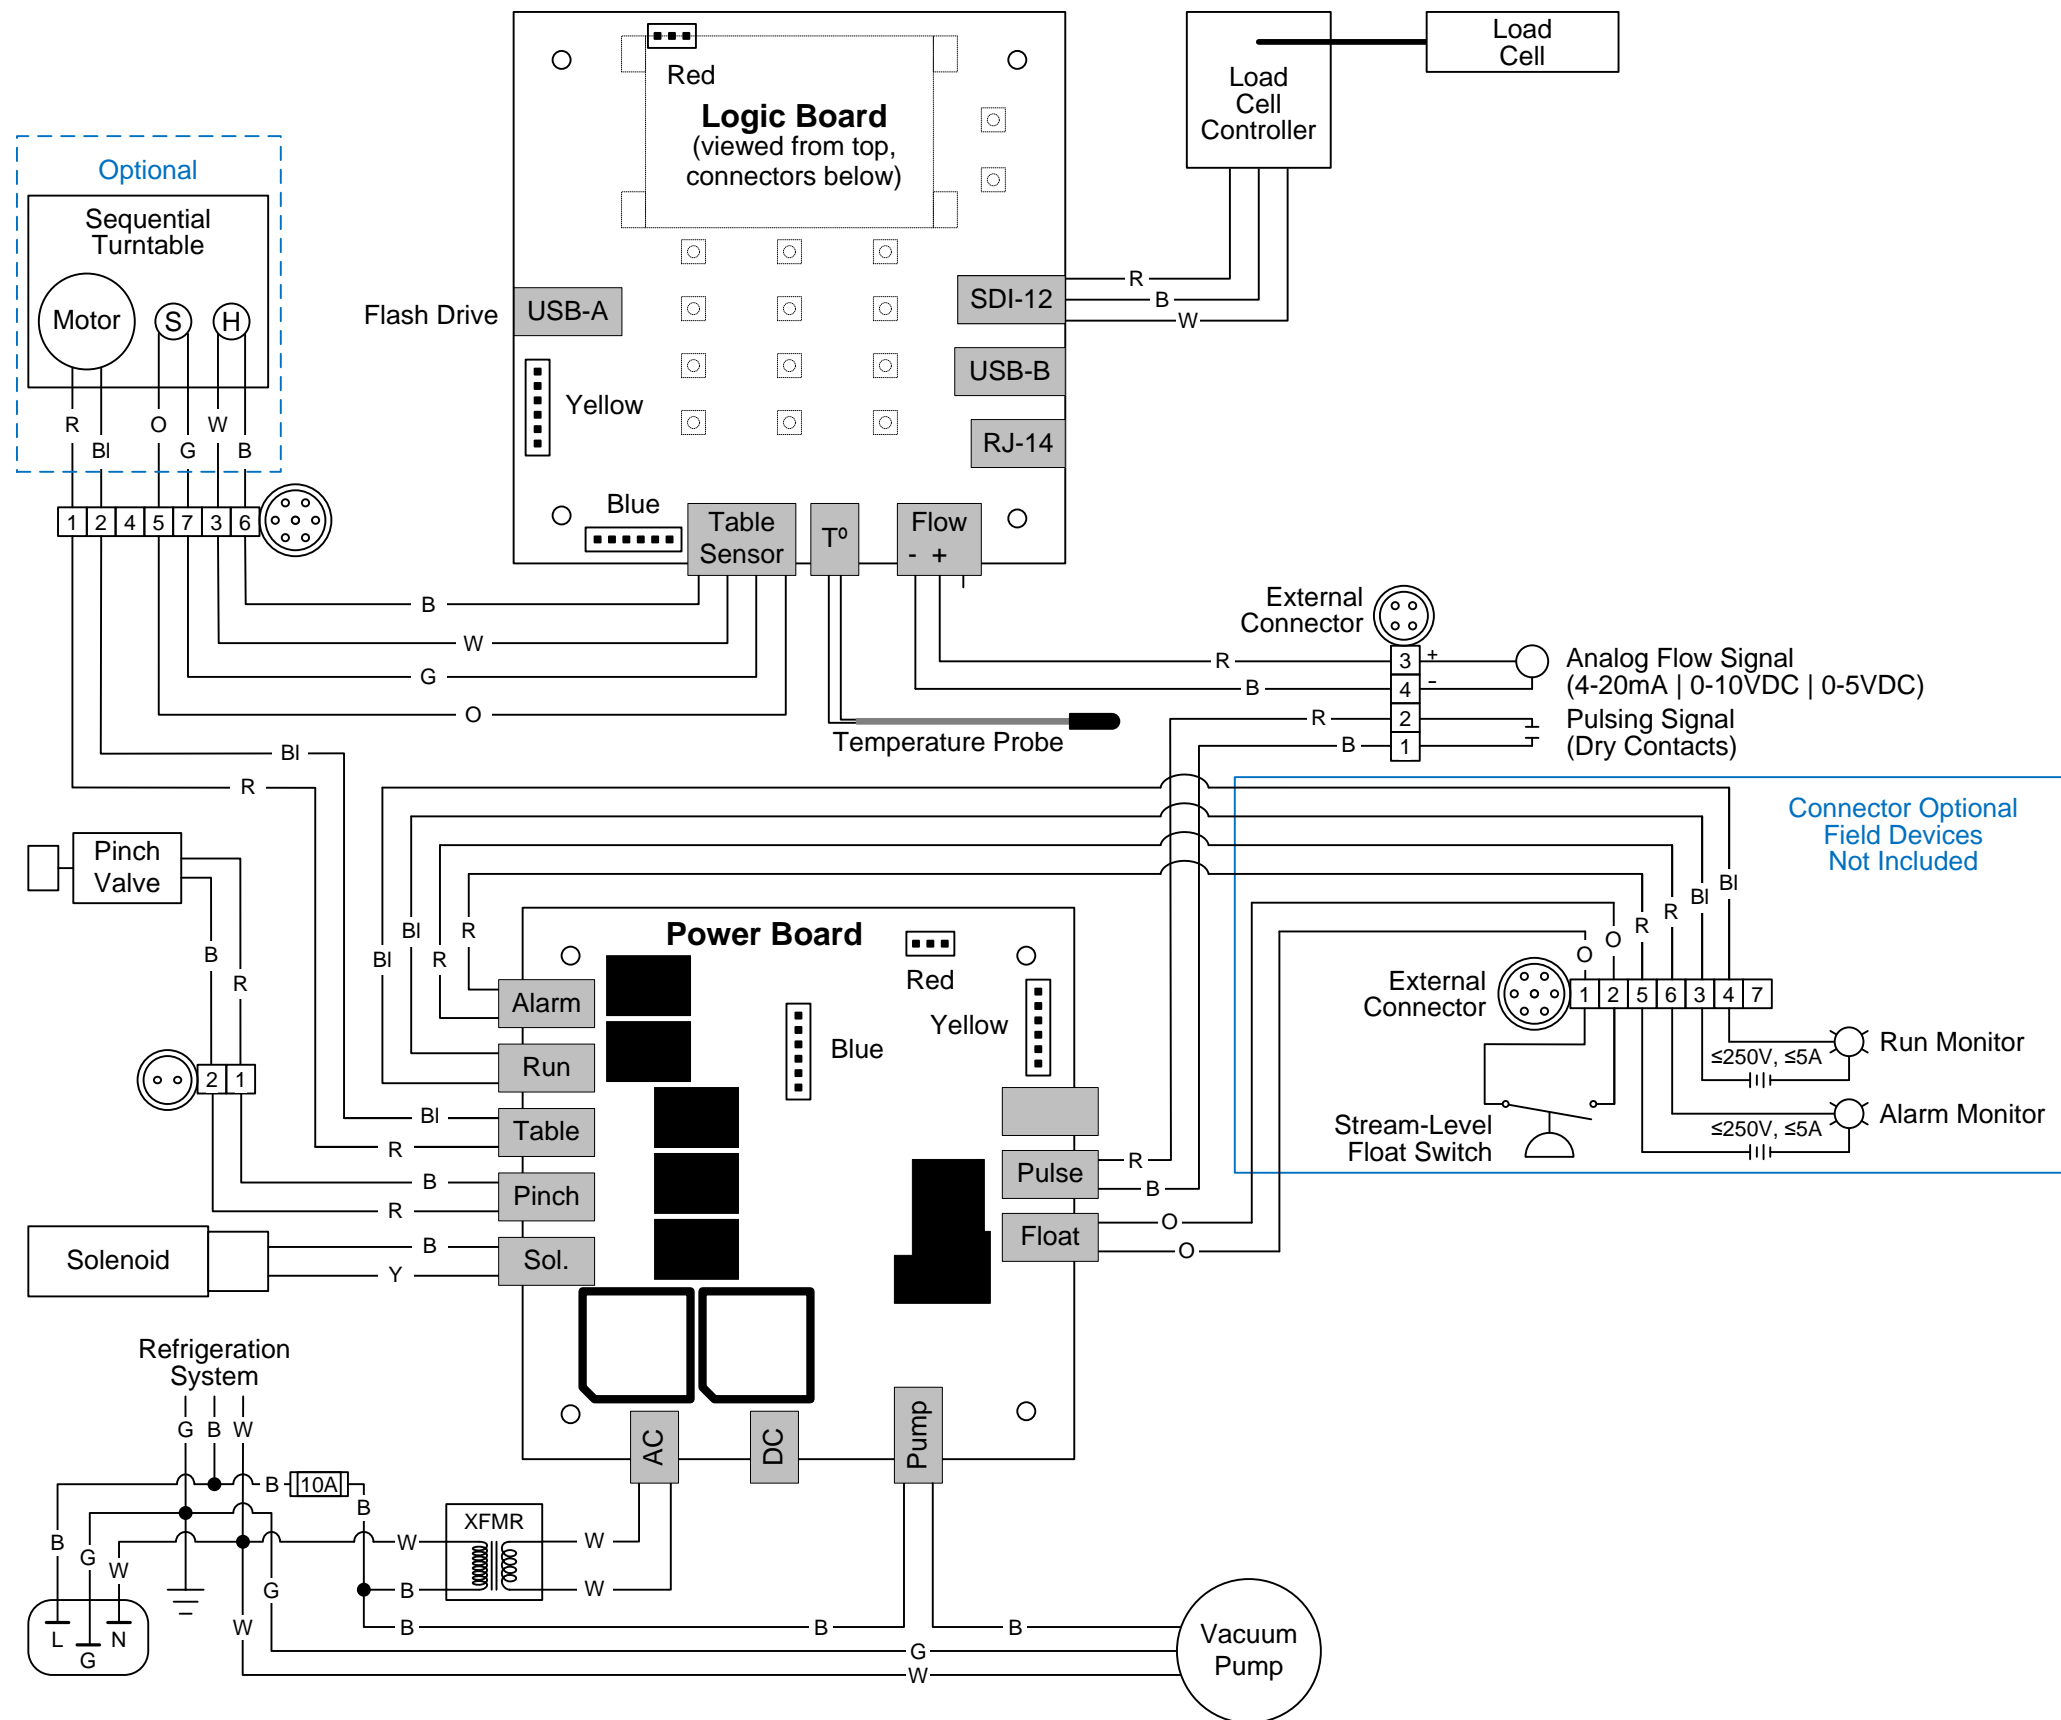 Load
Cell
Load
Cell
Controller
Red
Logic Board
(viewed from top,
connectors below)
Optional
Sequential
Turntable
Motor
S
H
Flash Drive
USB-A
SDI-12
R
B
W
USB-B
Yellow
RJ-14
R
O
W
Bl
G
B
Blue
Table
Sensor
Tº
Flow
- +
1 2 4 5 7 3 6
B
W
G
O
External
Connector
R
3
+
B
4
-
Analog Flow Signal
(4-20mA | 0-10VDC | 0-5VDC)
R
2
B
1
Pulsing Signal
(Dry Contacts)
Temperature Probe
Bl
R
Connector Optional
Field Devices
Not Included
Pinch
Valve
B
R
Bl
Bl
R
R
Power Board
Red
Blue
Yellow
O
O
R
R
Bl
Bl
External
Connector
1 2 5 6 3 4 7
Alarm
Run
2 1
Run Monitor
≤250V, ≤5A
Alarm Monitor
≤250V, ≤5A
Stream-Level
Float Switch
Bl
R
Table
B
R
Pinch
Pulse
R
B
Float
O
O
Solenoid
B
Y
Sol.
Refrigeration
System
G
B
W
AC
DC
Pump
B
10A
B
XFMR
W
B
W
W
B
G
W
G
W
L
G
N
B
B
B
G
W
Vacuum
Pump